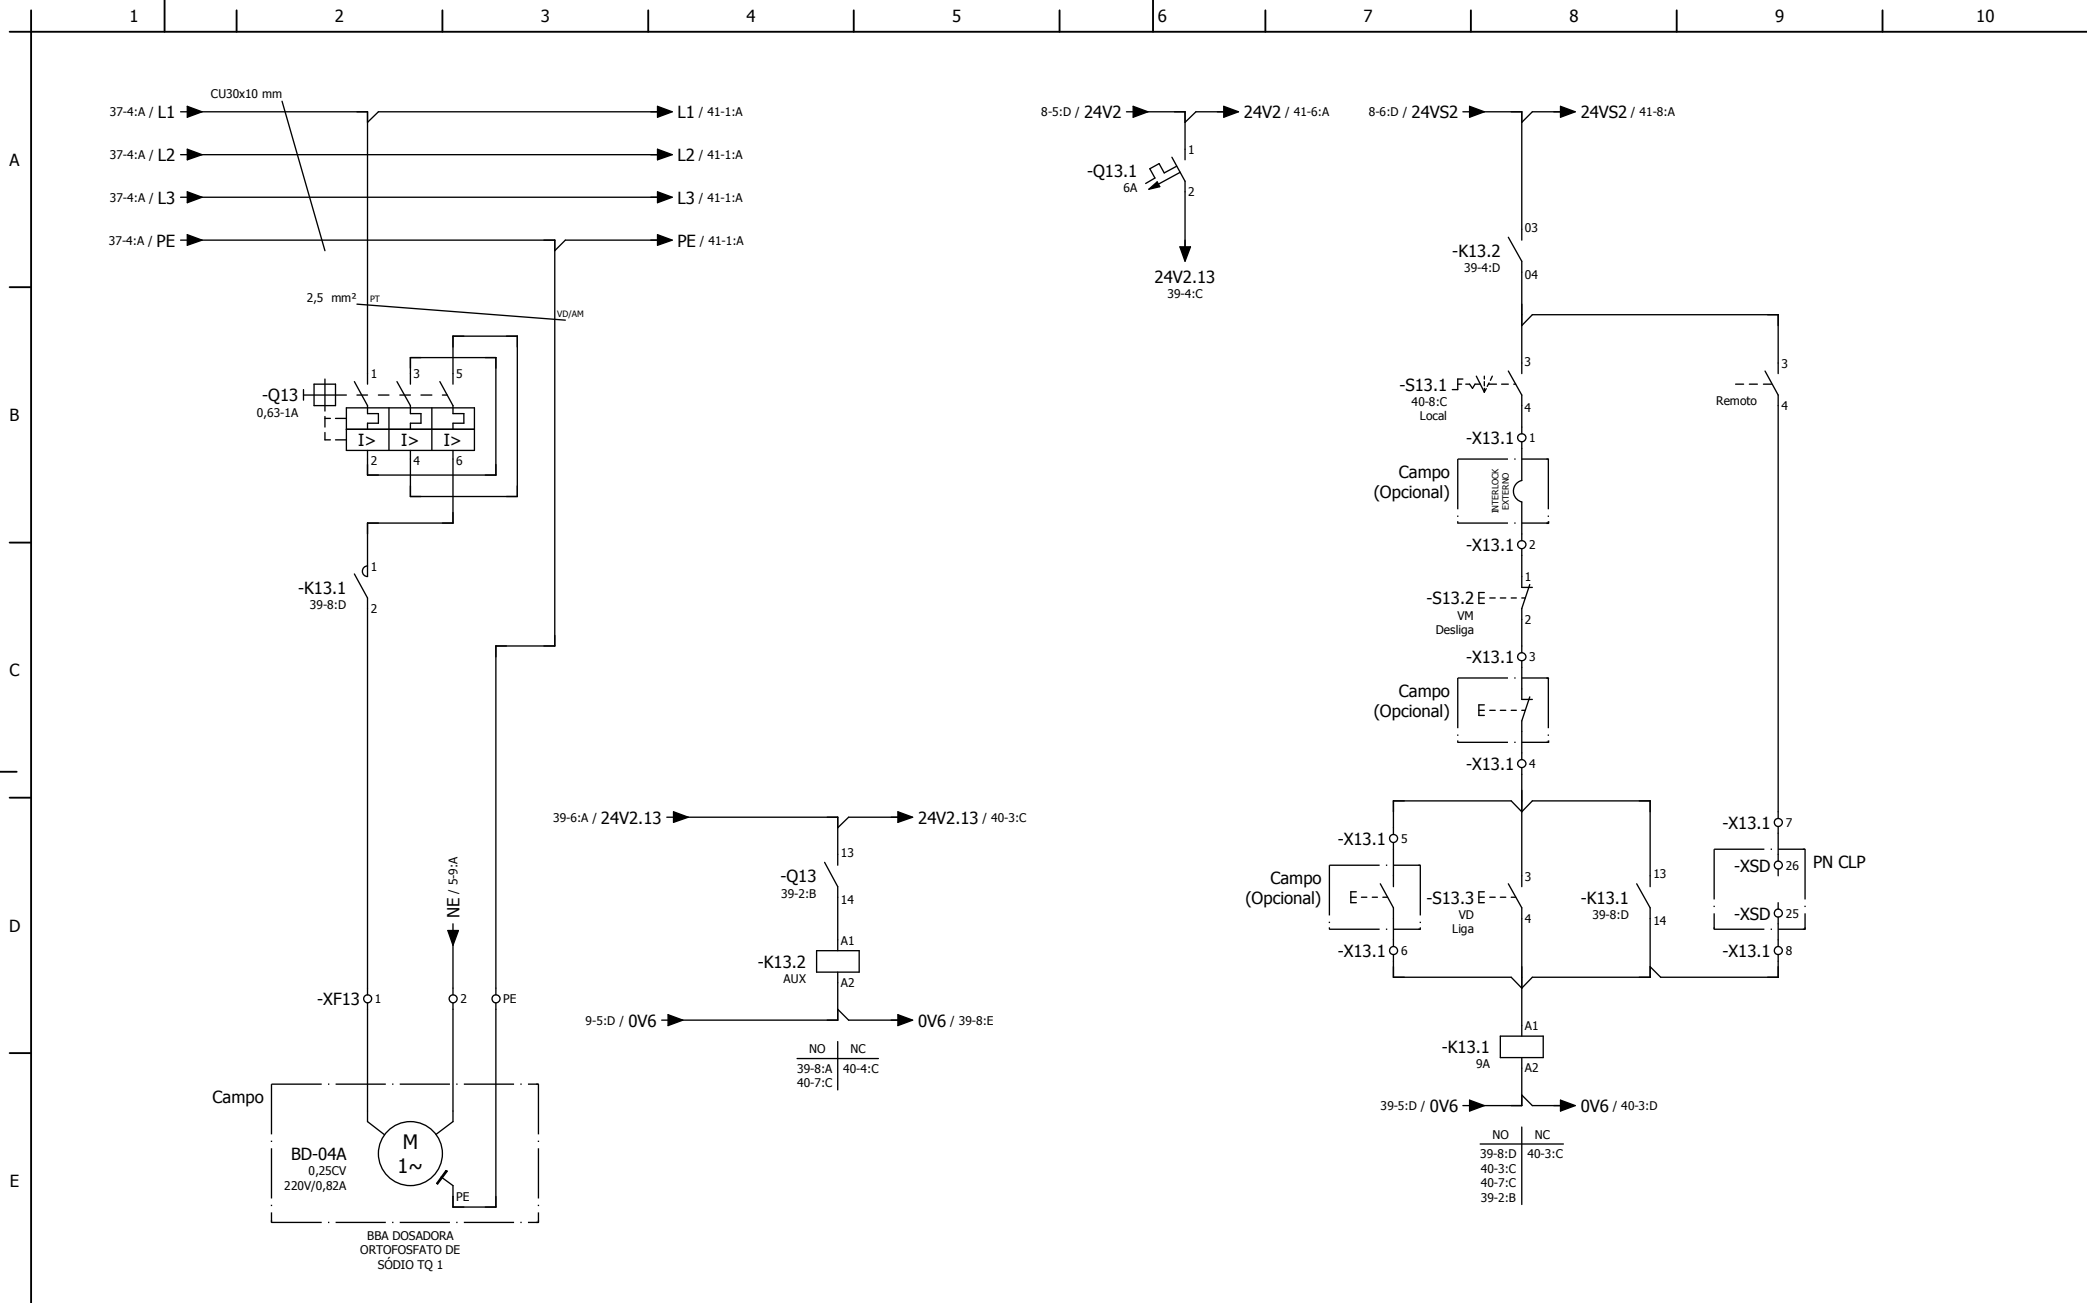 1 2 3 4 5 6 7 8 9 10
A
B
C
D
E
CU30x10 mm
37-4:A / L1
L1 / 41-1:A
37-4:A / L2
L2 / 41-1:A
37-4:A / L3
L3 / 41-1:A
37-4:A / PE
PE / 41-1:A
2,5 mm²
PT
VD/AM
-Q13
0,63-1A
1 3 5
I> I> I>
2 4 6
-K13.1
39-8:D
1
2
NE / 5-9:A
-XF13 1
2
PE
Campo
BD-04A
0,25CV
220V/0,82A
M
1~
PE
BBA DOSADORA
ORTOFOSFATO DE
SÓDIO TQ 1
39-6:A / 24V2.13
24V2.13 / 40-3:C
-Q13
39-2:B
13
14
-K13.2
AUX
A1
A2
9-5:D / 0V6
0V6 / 39-8:E
NO NC
39-8:A 40-4:C
40-7:C
8-5:D / 24V2
24V2 / 41-6:A
-Q13.1
6A
1
2
24V2.13
39-4:C
8-6:D / 24VS2
24VS2 / 41-8:A
-K13.2
39-4:D
03
04
-S13.1
40-8:C
Local
3
4
Remoto
3
4
-X13.1 1
Campo
(Opcional)
INTERLOCK
EXTERNO
-X13.1 2
-S13.2 E
VM
Desliga
1
2
-X13.1 3
Campo
(Opcional)
E
-X13.1 4
-X13.1 5
Campo
(Opcional)
E
-X13.1 6
-S13.3 E
VD
Liga
3
4
-K13.1
39-8:D
13
14
-X13.1 7
PN CLP
-XSD 26
-XSD 25
-X13.1 8
-K13.1
9A
A1
A2
39-5:D / 0V6
0V6 / 40-3:D
NO NC
39-8:D 40-3:C
40-3:C
40-7:C
39-2:B